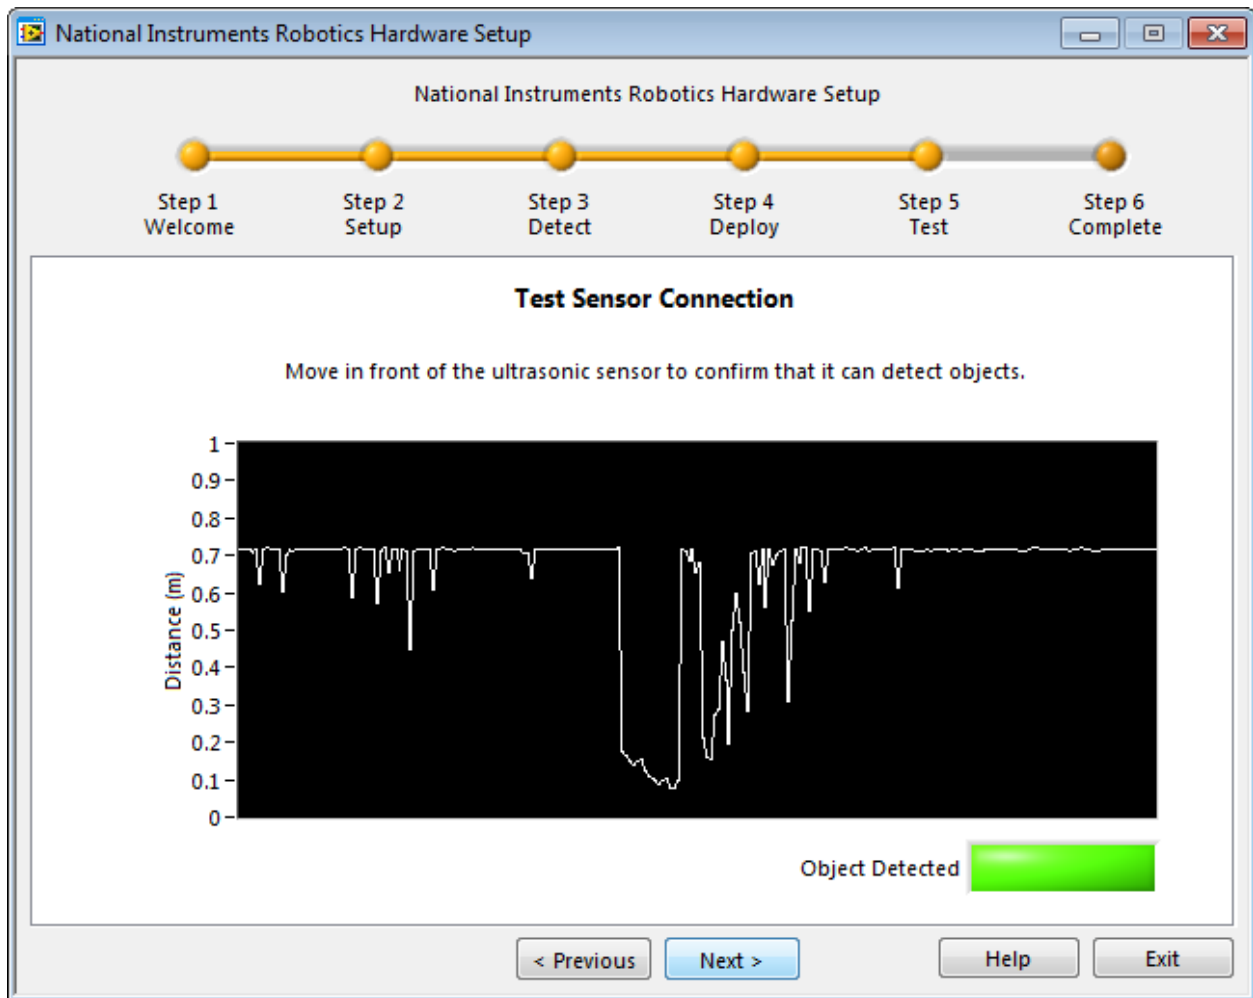 National Instruments Robotics Hardware Setup
National Instruments Robotics Hardware Setup
Step 1
Welcome
Step 2
Setup
Step 3
Detect
Step 4
Deploy
Step 5
Test
Step 6
Complete
Test Sensor Connection
Move in front of the ultrasonic sensor to confirm that it can detect objects.
Distance (m)
1
0.9
0.8
0.7
0.6
0.5
0.4
0.3
0.2
0.1
0
Object Detected
< Previous
Next >
Help
Exit